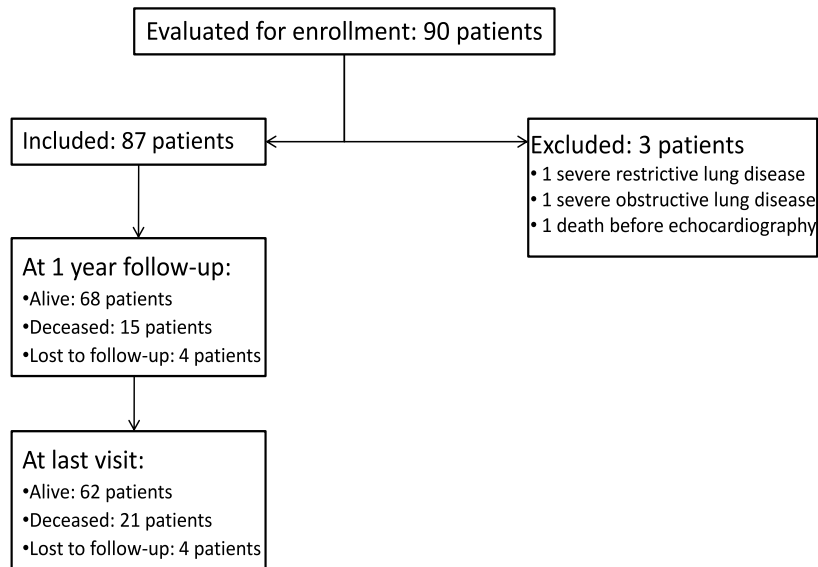 Evaluated for enrollment: 90 patients
Included: 87 patients
Excluded: 3 patients
• 1 severe restrictive lung disease
• 1 severe obstructive lung disease
• 1 death before echocardiography
At 1 year follow-up:
•Alive: 68 patients
•Deceased: 15 patients
•Lost to follow-up: 4 patients
At last visit:
•Alive: 62 patients
•Deceased: 21 patients
•Lost to follow-up: 4 patients